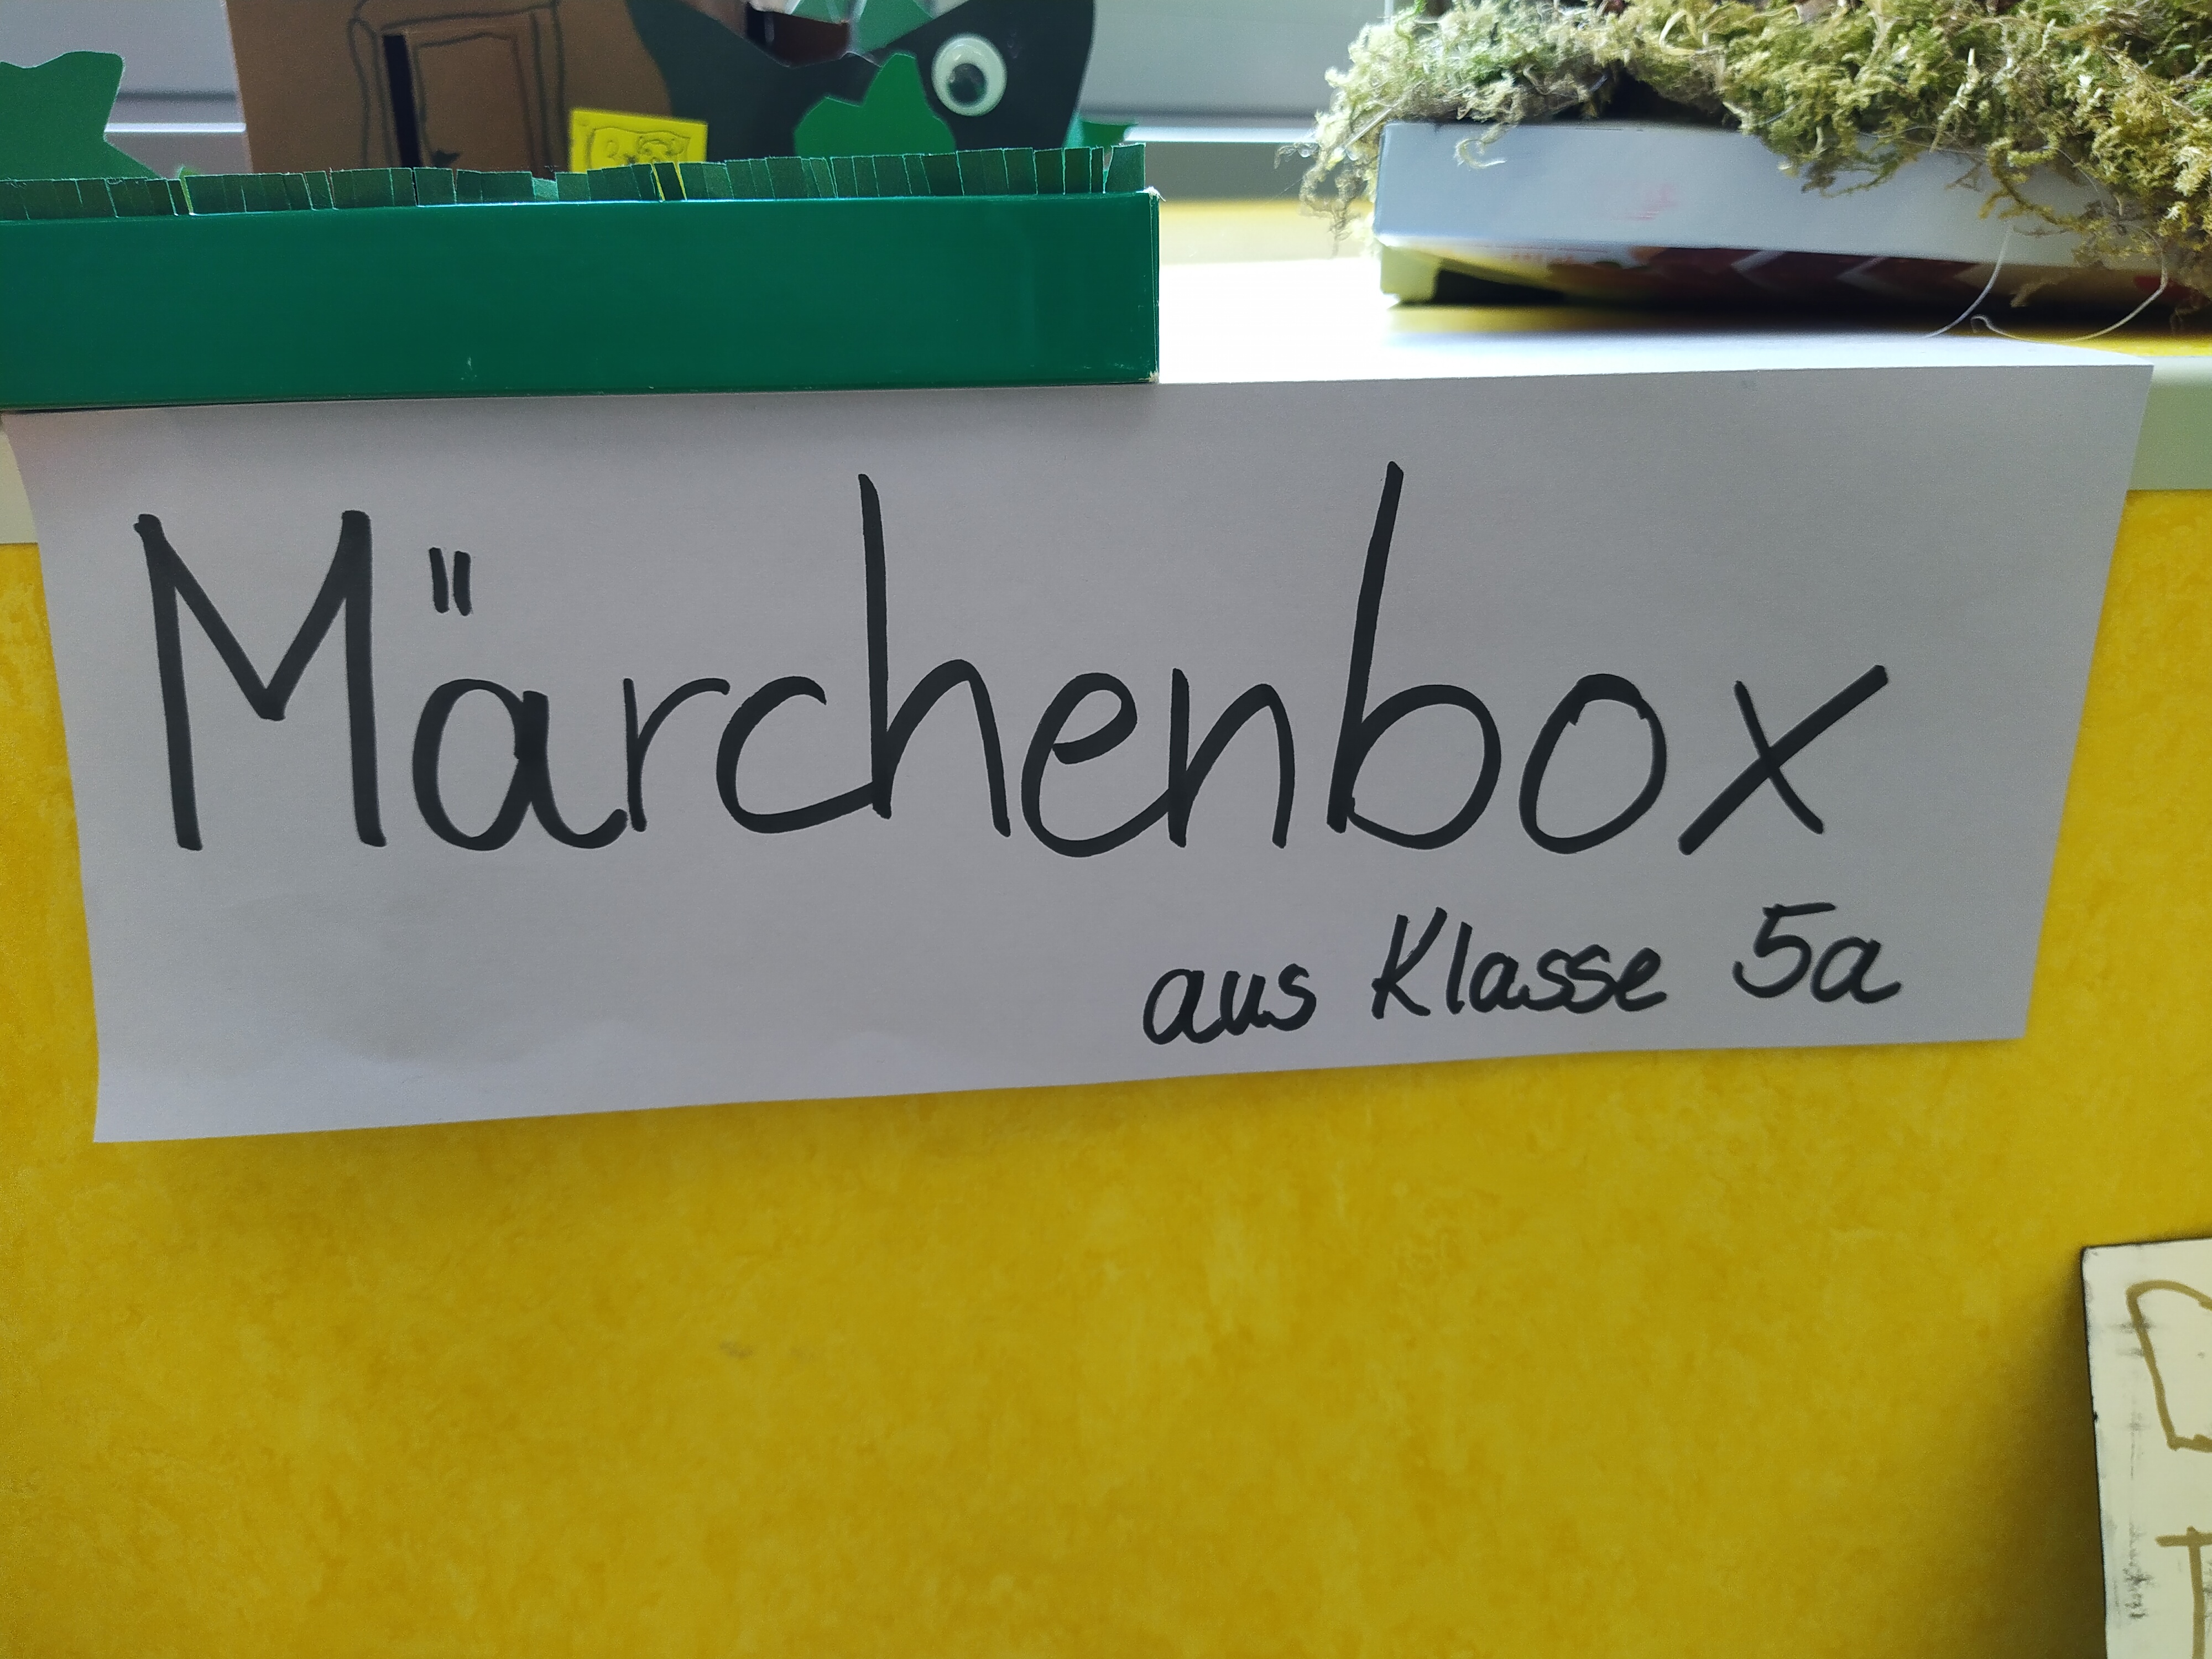 Märchenbox
aus Klasse 5a